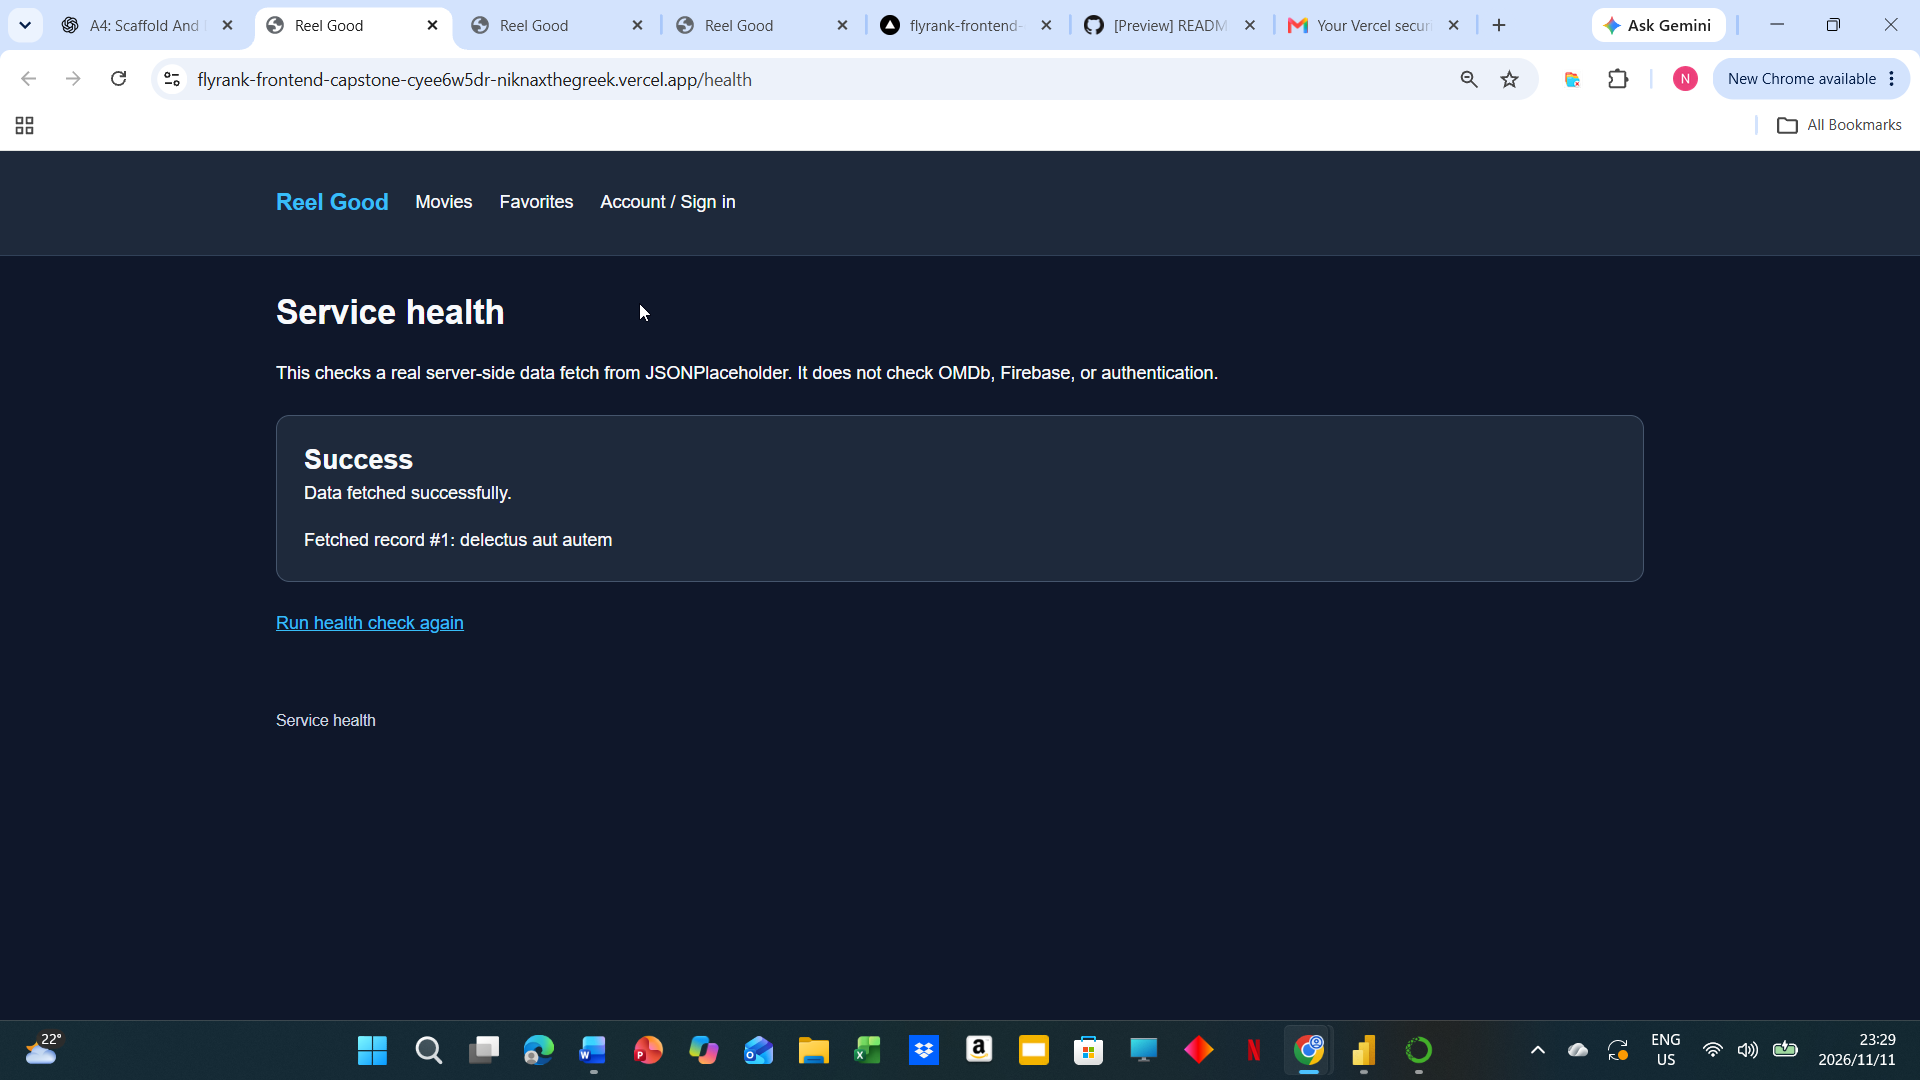 A4: Scaffold And
Reel Good
Reel Good
Reel Good
flyrank-frontend-
[Preview] READM
Your Vercel secur
Ask Gemini
flyrank-frontend-capstone-cyee6w5dr-niknaxthegreek.vercel.app/health
N
New Chrome available
All Bookmarks
Reel Good
Movies
Favorites
Account / Sign in
Service health
This checks a real server-side data fetch from JSONPlaceholder. It does not check OMDb, Firebase, or authentication.
Success
Data fetched successfully.
Fetched record #1: delectus aut autem
Run health check again
Service health
22°
ENG
US
23:29
2026/11/11